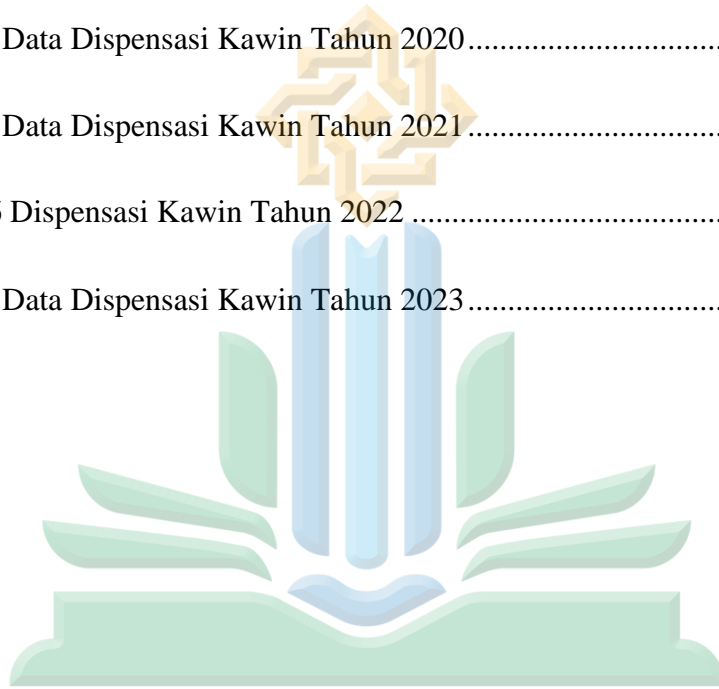 Data Dispensasi Kawin Tahun 2020..................................
Data Dispensasi Kawin Tahun 2021..................................
Dispensasi Kawin Tahun 2022 ..................................
Data Dispensasi Kawin Tahun 2023..................................